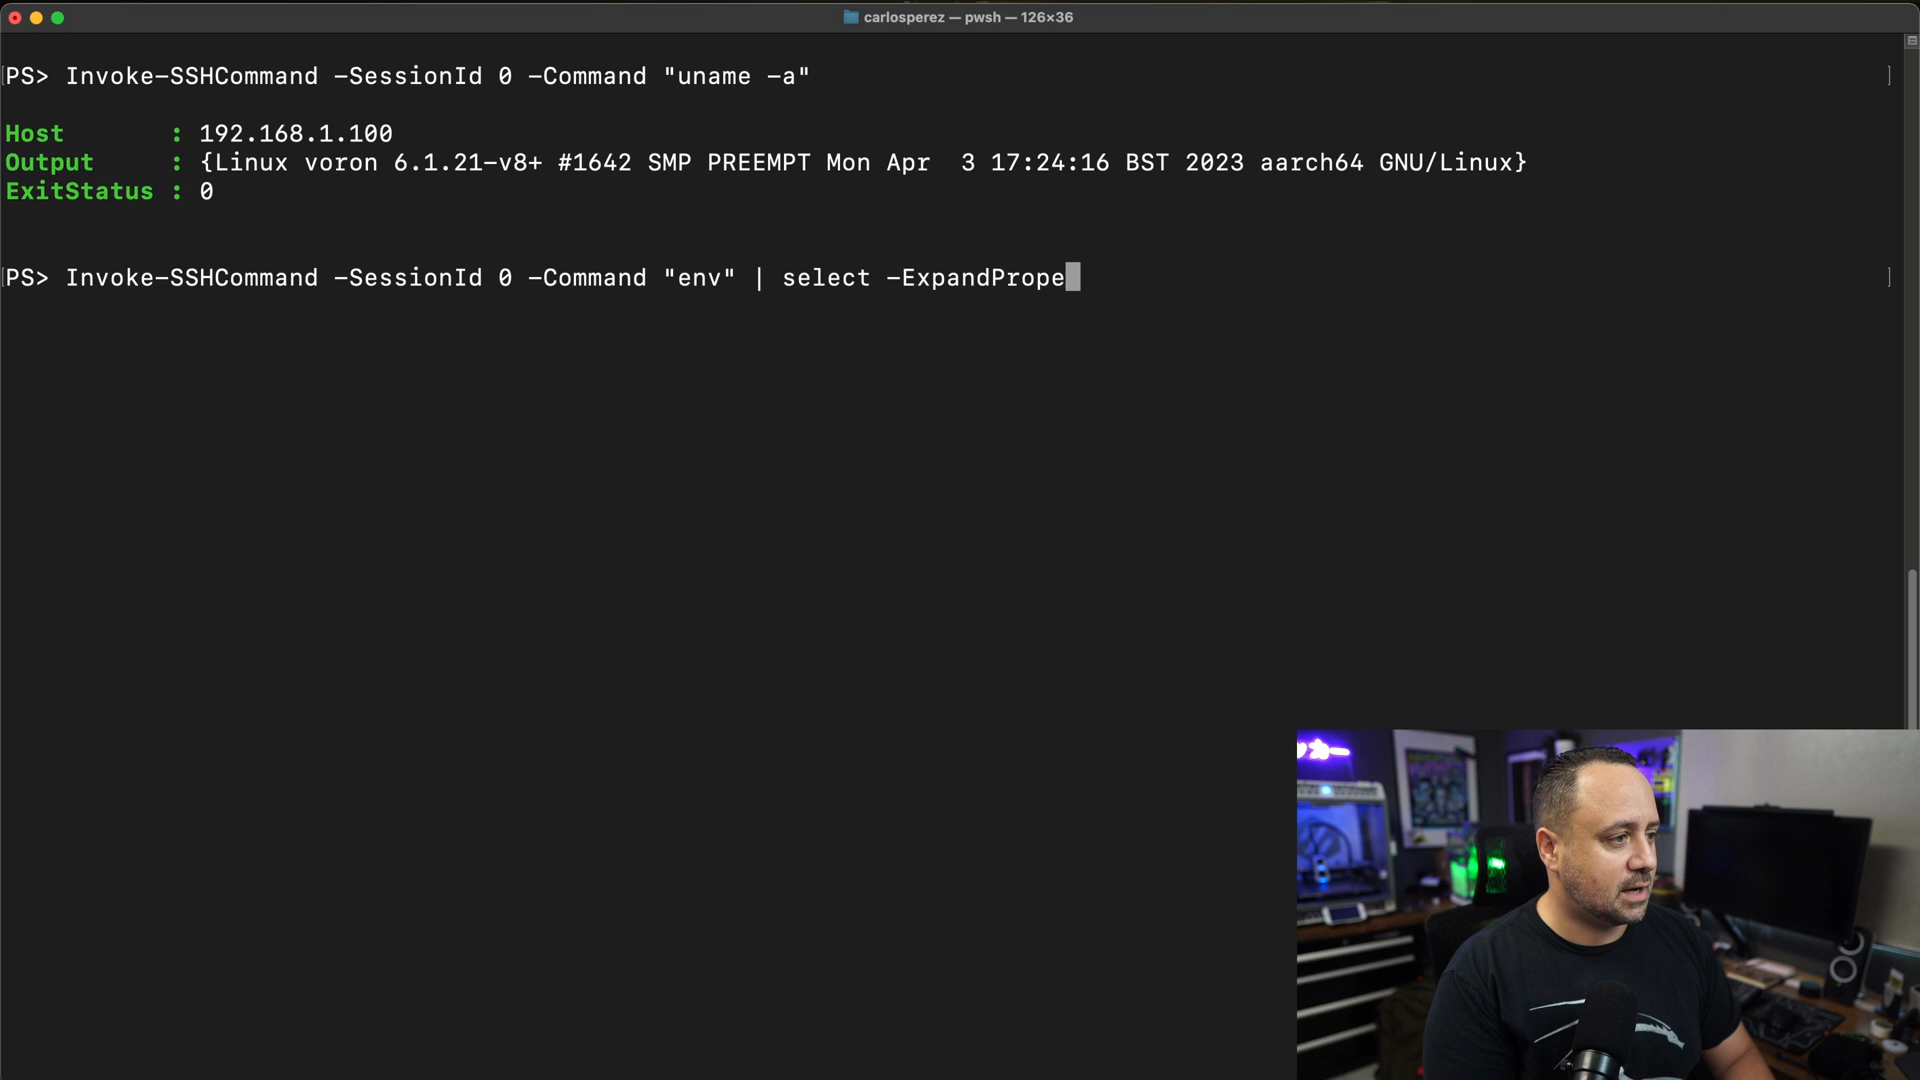 carlosperez — pwsh — 126×36
PS> Invoke-SSHCommand -SessionId 0 -Command "uname -a"
Host       : 192.168.1.100
Output     : {Linux voron 6.1.21-v8+ #1642 SMP PREEMPT Mon Apr  3 17:24:16 BST 2023 aarch64 GNU/Linux}
ExitStatus : 0
PS> Invoke-SSHCommand -SessionId 0 -Command "env" | select -ExpandPrope